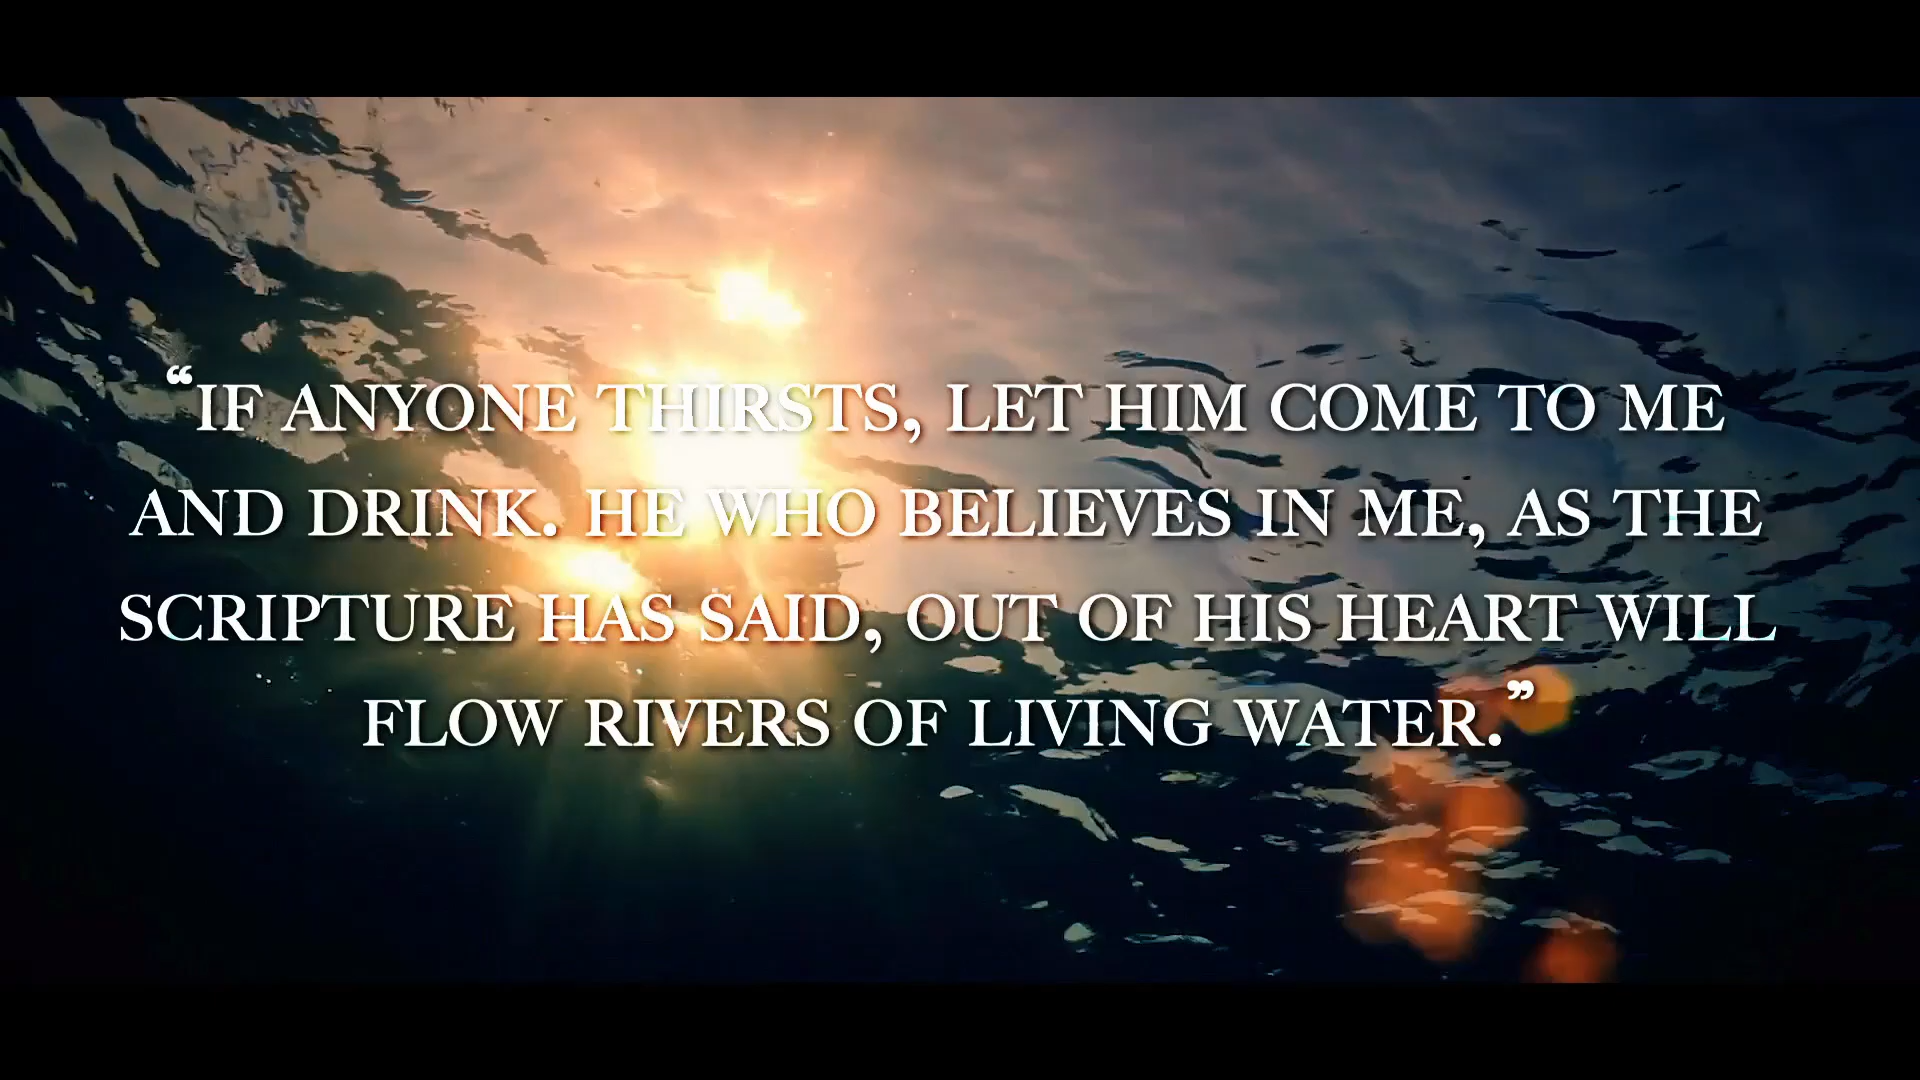 “IF ANYONE THIRSTS, LET HIM COME TO ME
AND DRINK. HE WHO BELIEVES IN ME, AS THE
SCRIPTURE HAS SAID, OUT OF HIS HEART WILL
FLOW RIVERS OF LIVING WATER.”